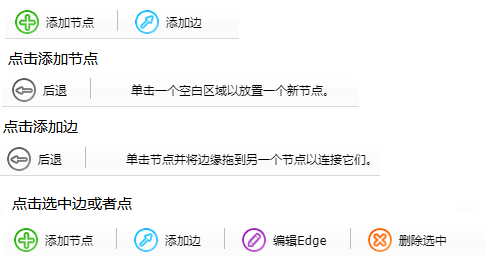 添加节点 添加边
点击添加节点
后退 单击一个空白区域以放置一个新节点。
点击添加边
后退 单击节点并将边缘拖到另一个节点以连接它们。
点击选中边或者点
添加节点 添加边 编辑Edge 删除选中